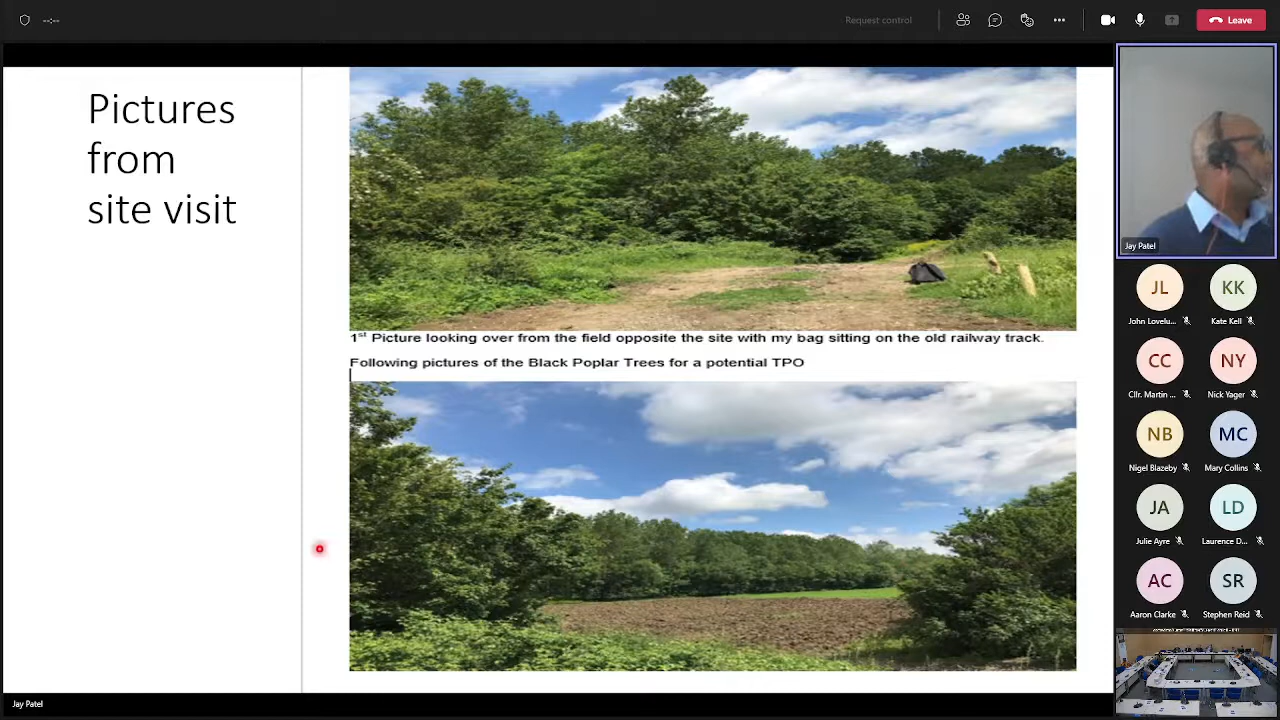 --:--
Request control
Leave
Pictures
from
site visit
1st Picture looking over from the field opposite the site with my bag sitting on the old railway track.
Following pictures of the Black Poplar Trees for a potential TPO
Jay Patel
JL
KK
John Lovelu...
Kate Kell
CC
NY
Cllr. Martin ...
Nick Yager
NB
MC
Nigel Blazeby
Mary Collins
JA
LD
Julie Ayre
Laurence D...
AC
SR
Aaron Clarke
Stephen Reid
Jay Patel